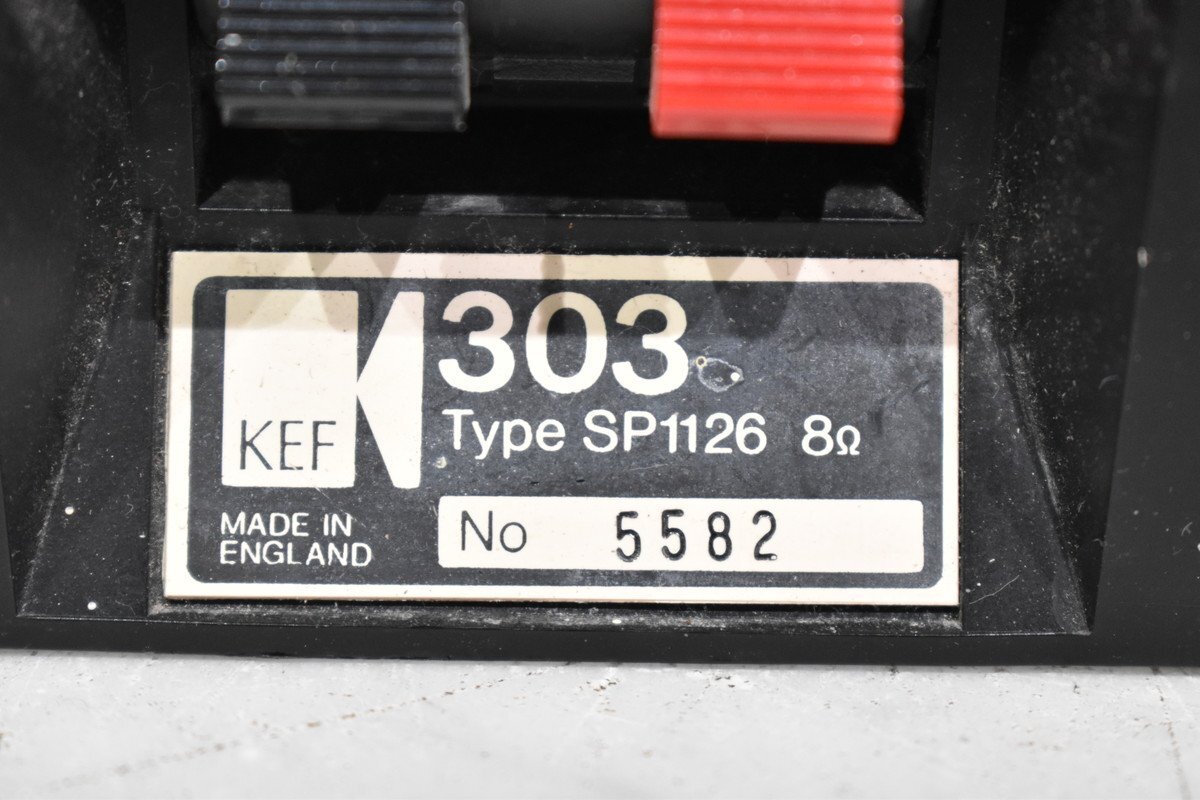 KEF
303
Type SP1126 8Ω
MADE IN
ENGLAND
No 5582